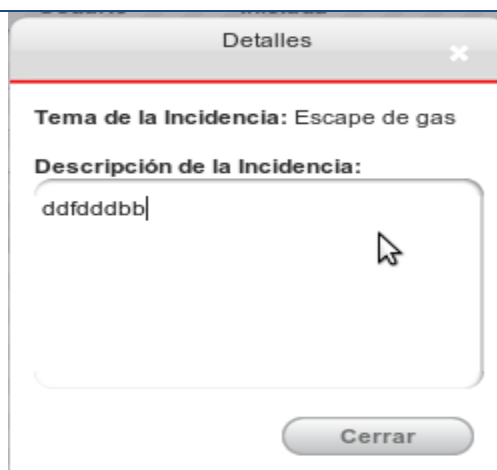 Detalles
Tema de la Incidencia: Escape de gas
Descripción de la Incidencia:
ddfdddbb
Cerrar